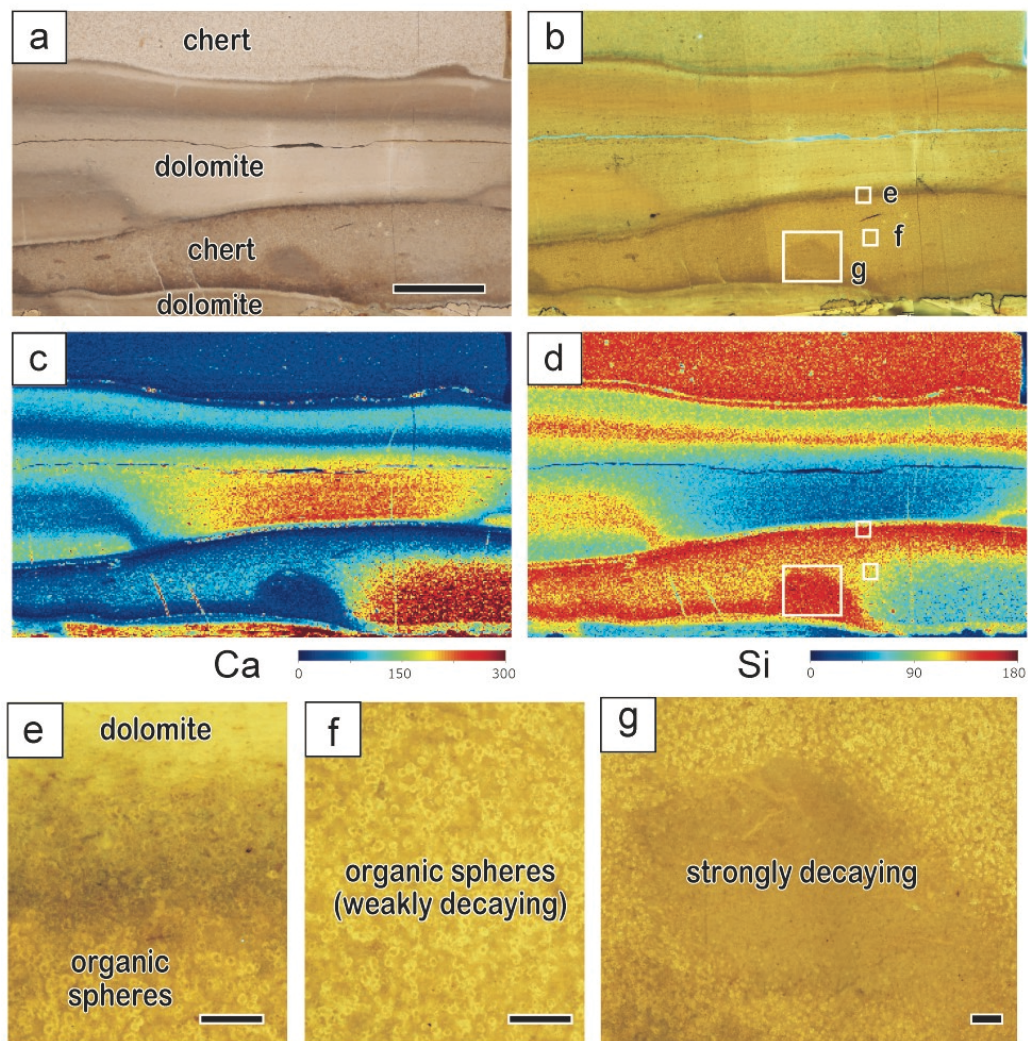 a
chert
dolomite
chert
dolomite
b
e
f
g
c
d
Ca
0 150 300
Si
0 90 180
e
dolomite
organic
spheres
f
organic spheres
(weakly decaying)
g
strongly decaying